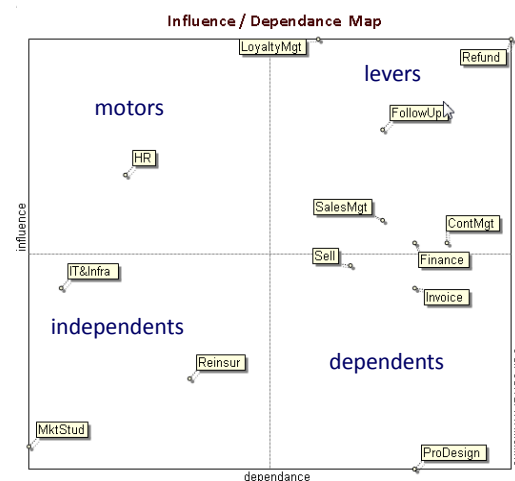 Influence / Dependance Map
LoyaltyMgt
levers
Refund
motors
FollowUp
HR
SalesMgt
ContMgt
influence
Sell
Finance
IT&Infra
Invoice
independents
Reinsur
dependents
MktStud
ProDesign
dependance